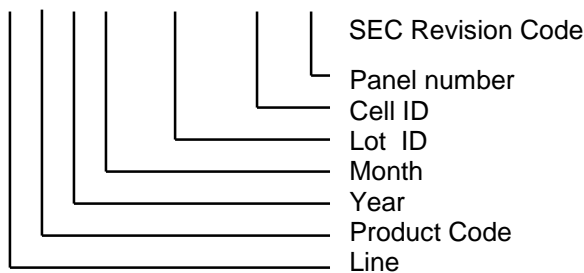 SEC Revision Code
Panel number
Cell ID
Lot ID
Month
Year
Product Code
Line